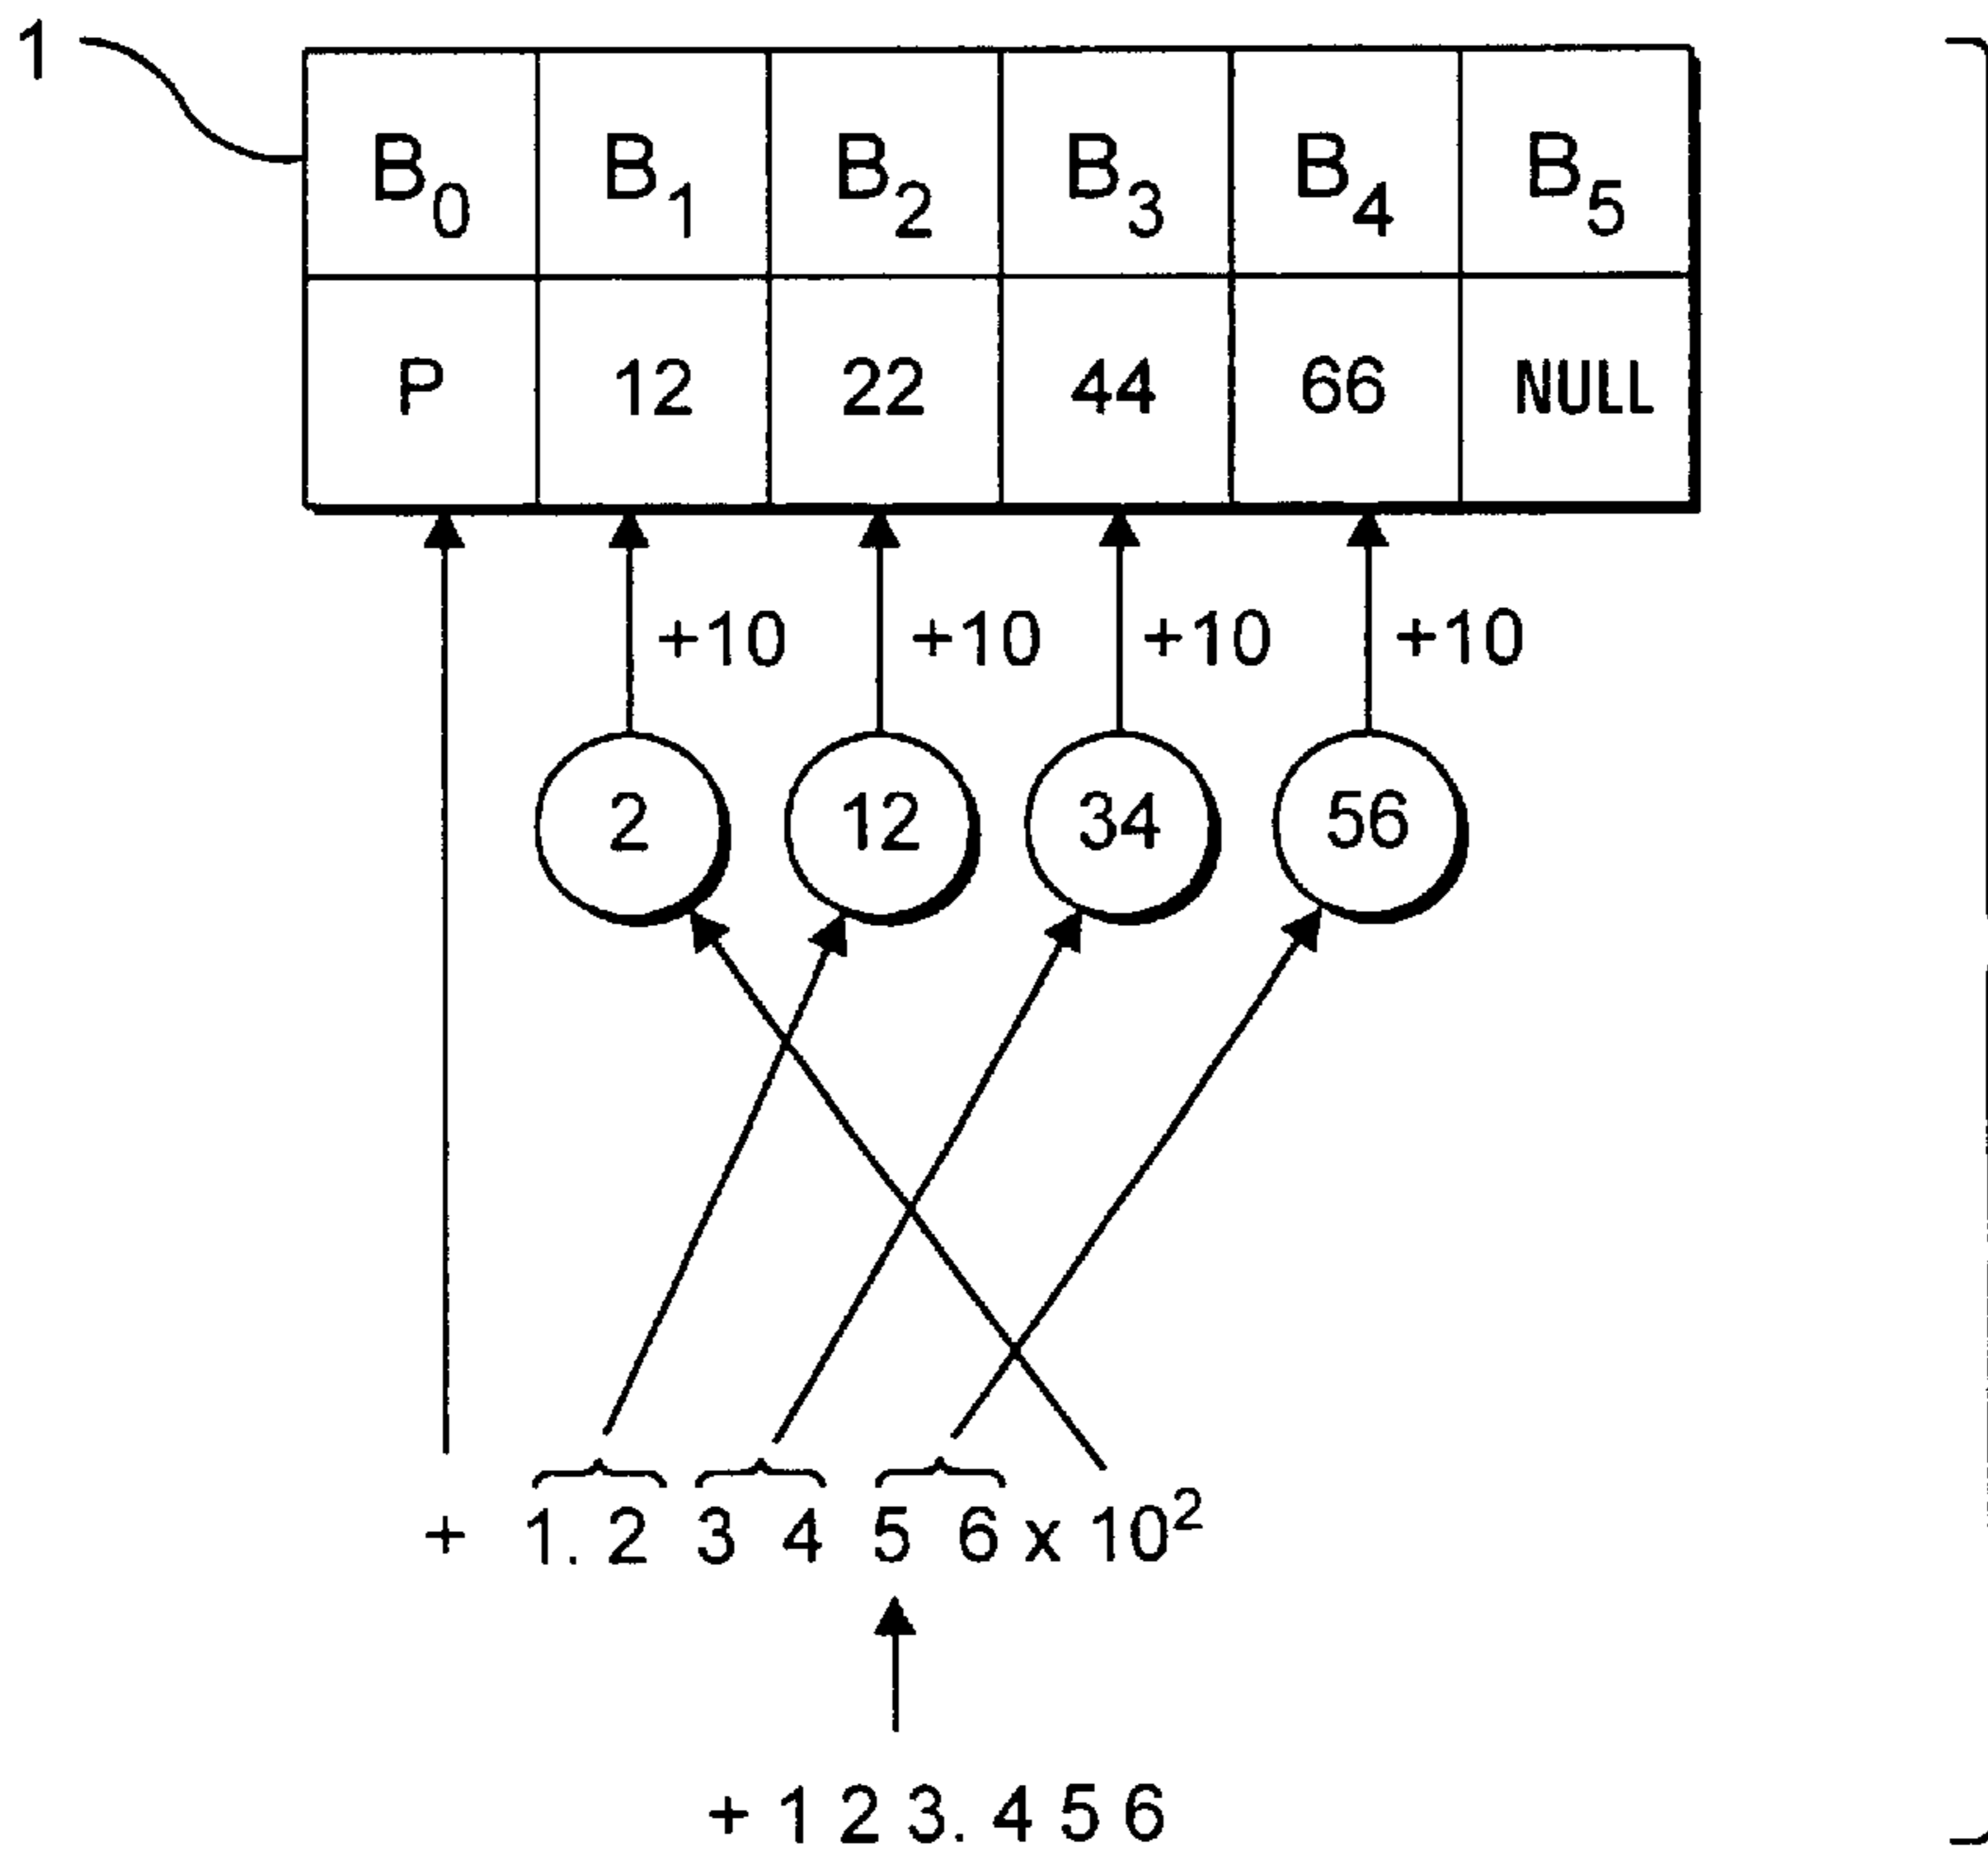 1
B₀ B₁ B₂ B₃ B₄ B₅
P 12 22 44 66 NULL
+10 +10 +10 +10
2 12 34 56
+ 1. 2 3 4 5 6 x 10²
+ 1 2 3. 4 5 6